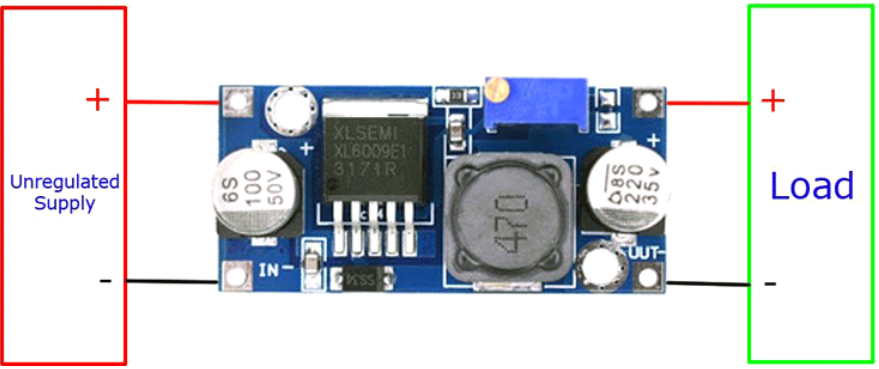 +
Unregulated
Supply
-
6S
100
50V
+
XLSEMI
XL6009E1
3171R
IN-
SS34
470
+
220
35V
OUT-
+
Load
-